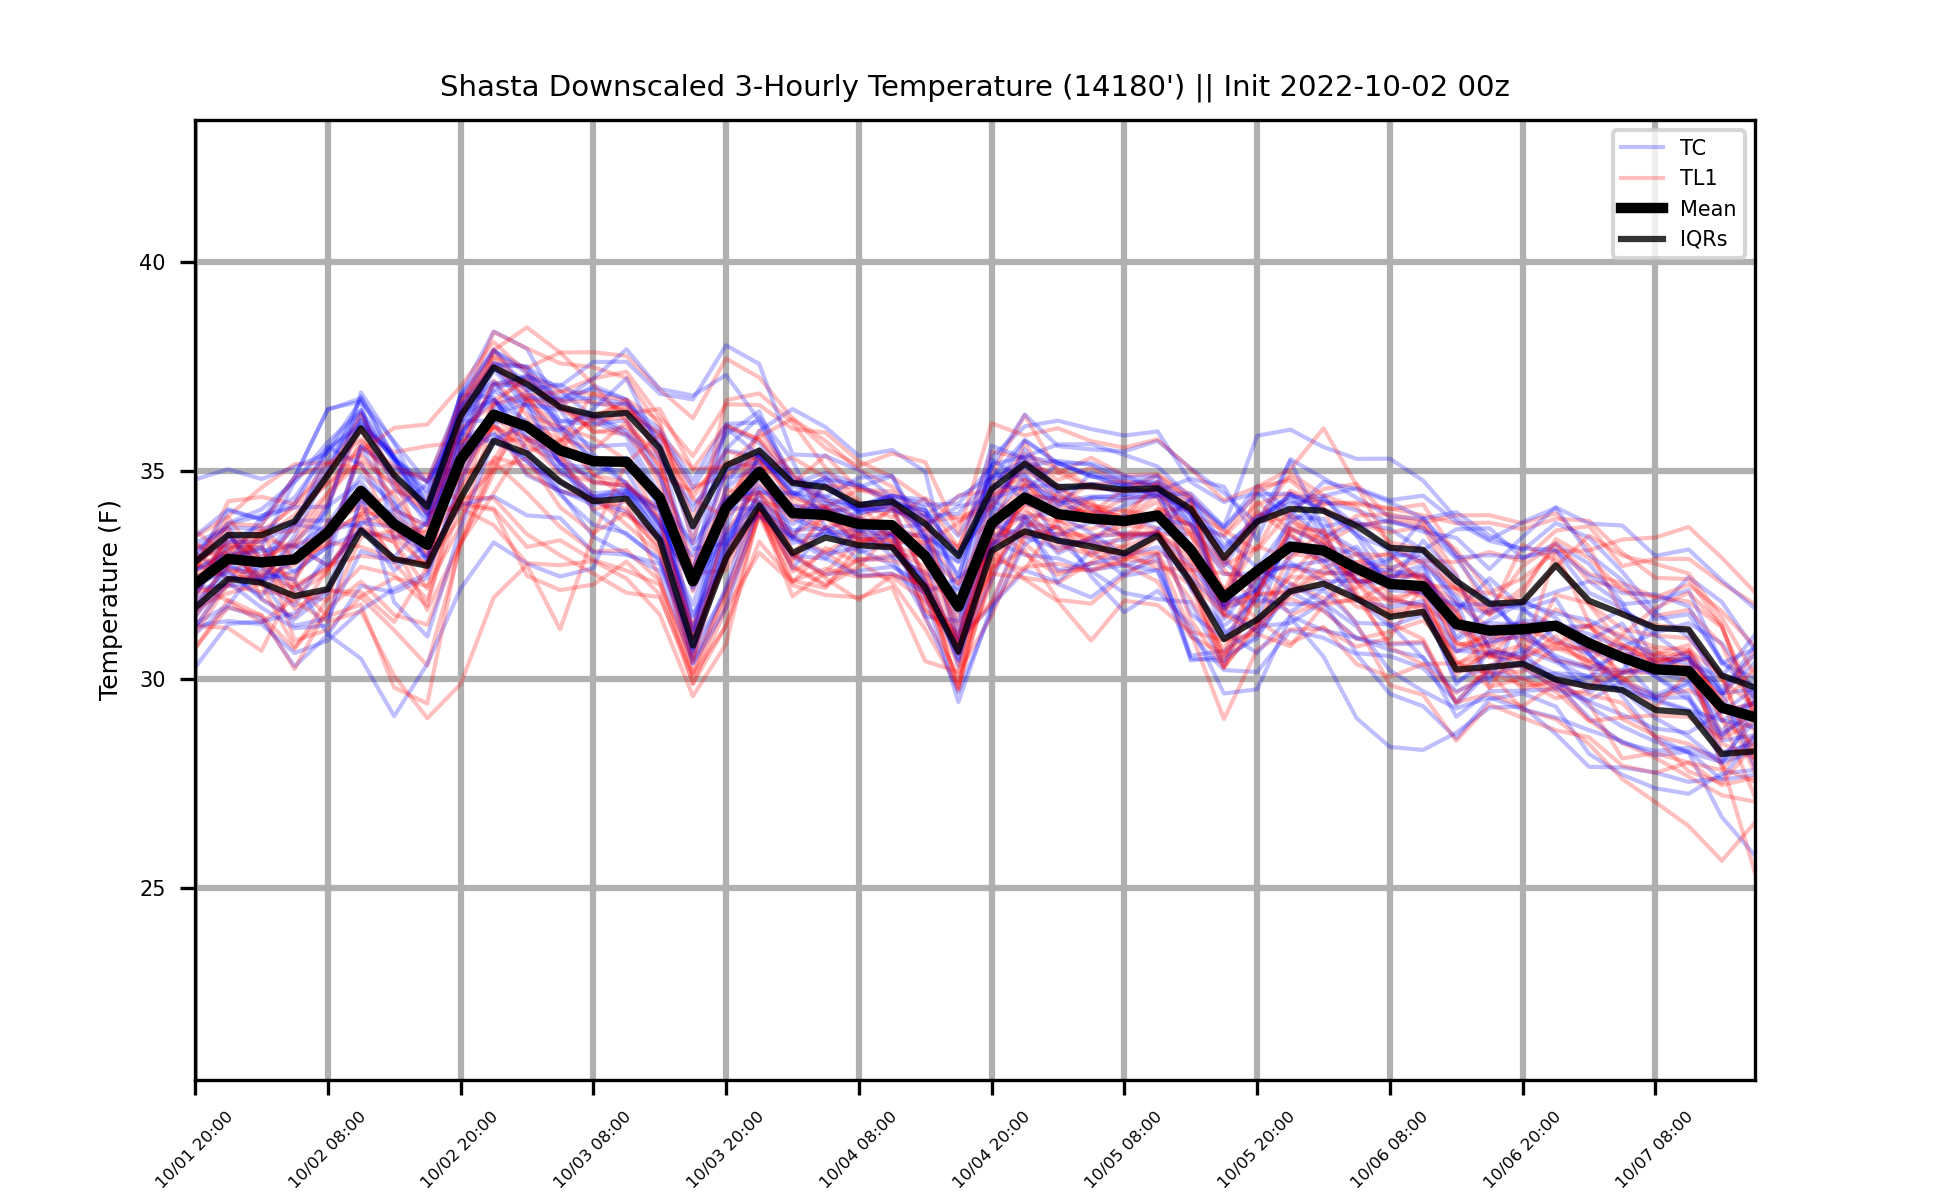 Shasta Downscaled 3-Hourly Temperature (14180') || Init 2022-10-02 00z
TC
TL1
Mean
IQRs
Temperature (F)
40
35
30
25
10/01 20:00
10/02 08:00
10/02 20:00
10/03 08:00
10/03 20:00
10/04 08:00
10/04 20:00
10/05 08:00
10/05 20:00
10/06 08:00
10/06 20:00
10/07 08:00